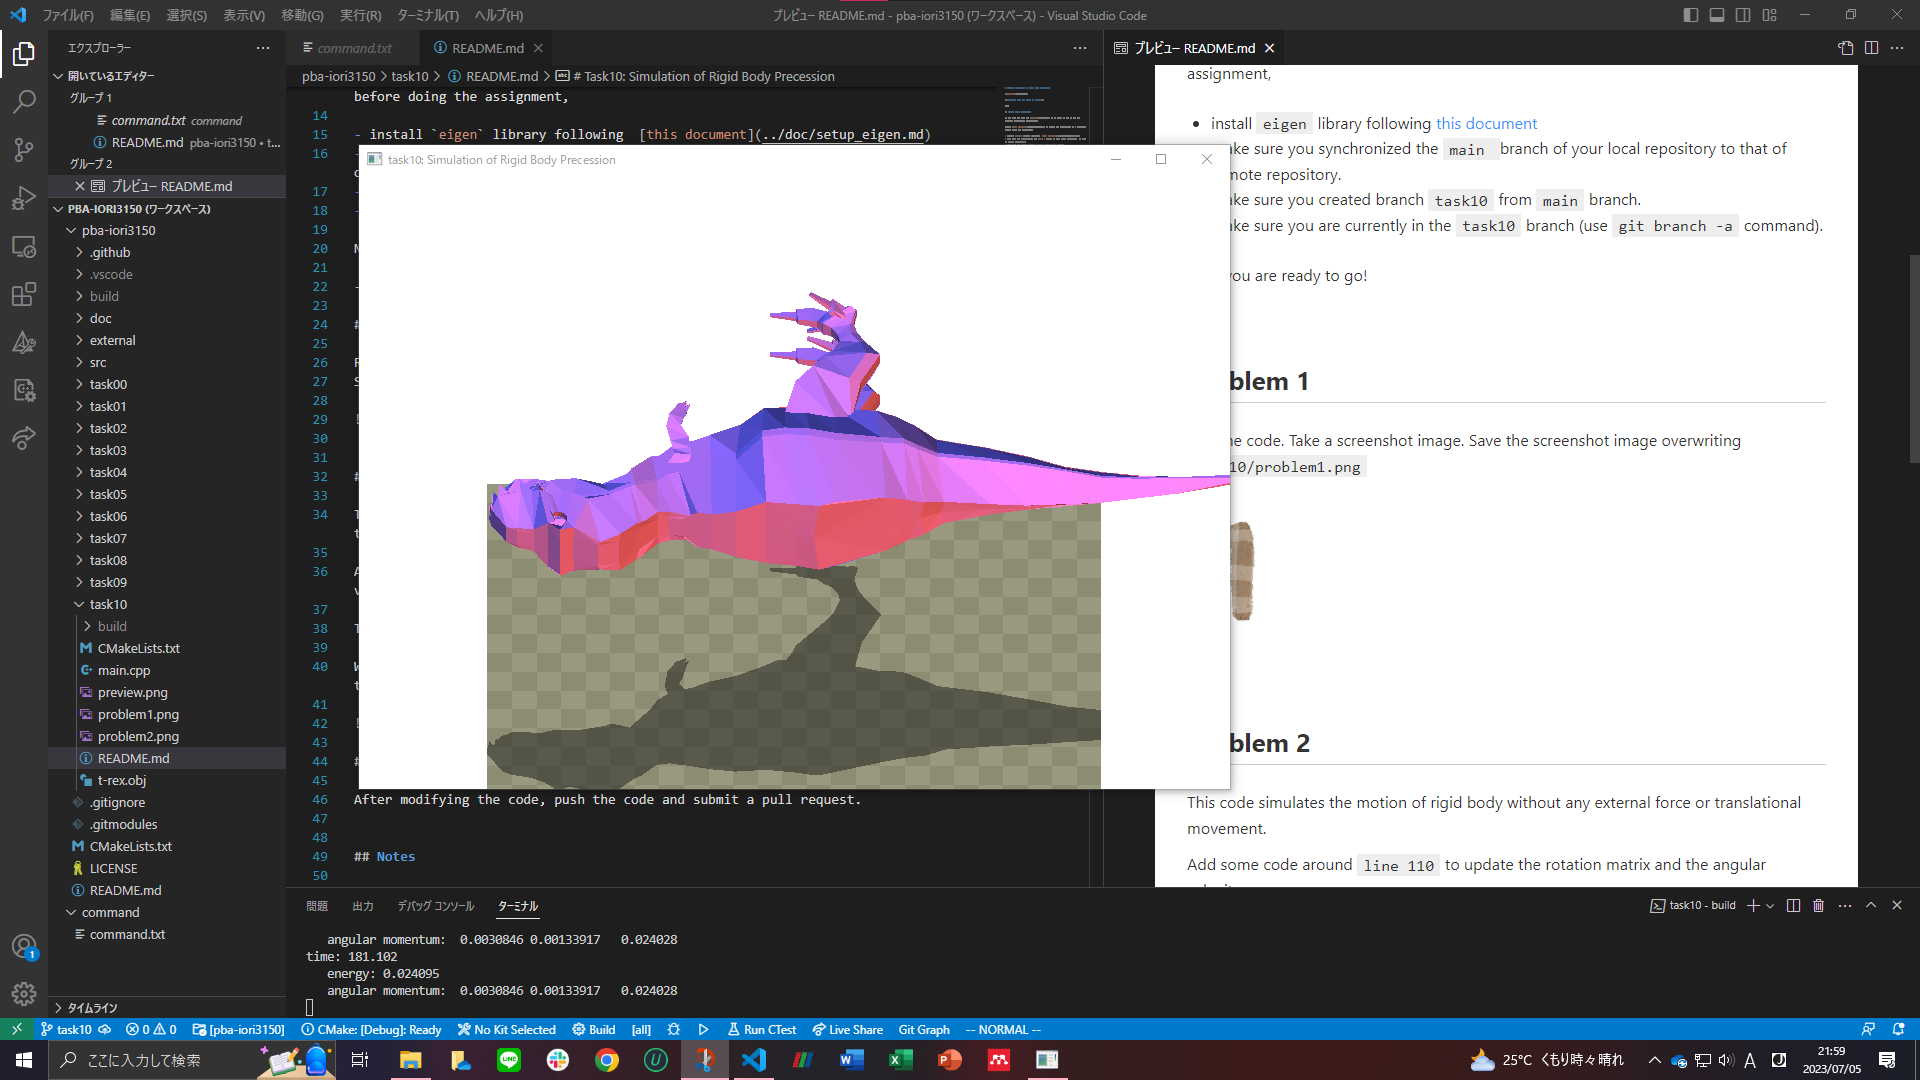 ファイル(F) 編集(E) 選択(S) 表示(V) 移動(G) 実行(R) ターミナル(T) ヘルプ(H)
プレビュー README.md - pba-iori3150 (ワークスペース) - Visual Studio Code
エクスプローラー
開いているエディター
グループ 1
command.txt command
README.md pba-iori3150 • t...
グループ 2
プレビュー README.md
PBA-IORI3150 (ワークスペース)
pba-iori3150
.github
.vscode
build
doc
external
src
task00
task01
task02
task03
task04
task05
task06
task07
task08
task09
task10
build
CMakeLists.txt
main.cpp
preview.png
problem1.png
problem2.png
README.md
t-rex.obj
.gitignore
.gitmodules
CMakeLists.txt
LICENSE
README.md
command
command.txt
タイムライン
command.txt
README.md
pba-iori3150 > task10 > README.md > # Task10: Simulation of Rigid Body Precession
before doing the assignment,
14
15 - install `eigen` library following  [this document](../doc/setup_eigen.md)
16
17
18
19
20 N
21
22 -
23
24 #
25
26 R
27 S
28
29 !
30
31
32 #
33
34 T
t
35
36 A
v
37
38 T
39
40 W
t
41
42 !
43
44 #
45
46 After modifying the code, push the code and submit a pull request.
47
48
49 ## Notes
50
task10: Simulation of Rigid Body Precession
プレビュー README.md
assignment,
• install eigen library following this document
ake sure you synchronized the main branch of your local repository to that of
mote repository.
ake sure you created branch task10 from main branch.
ake sure you are currently in the task10 branch (use git branch -a command).
you are ready to go!
blem 1
he code. Take a screenshot image. Save the screenshot image overwriting
10/problem1.png
blem 2
This code simulates the motion of rigid body without any external force or translational
movement.
Add some code around line 110 to update the rotation matrix and the angular
問題 出力 デバッグ コンソール ターミナル
task10 - build
angular momentum:  0.0030846 0.00133917   0.024028
time: 181.102
energy: 0.024095
angular momentum:  0.0030846 0.00133917   0.024028
1
task10 0 0 [pba-iori3150] CMake: [Debug]: Ready No Kit Selected Build [all] Run CTest Live Share Git Graph -- NORMAL --
ここに入力して検索
LINE
25°C くもり時々晴れ
A
21:59
2023/07/05